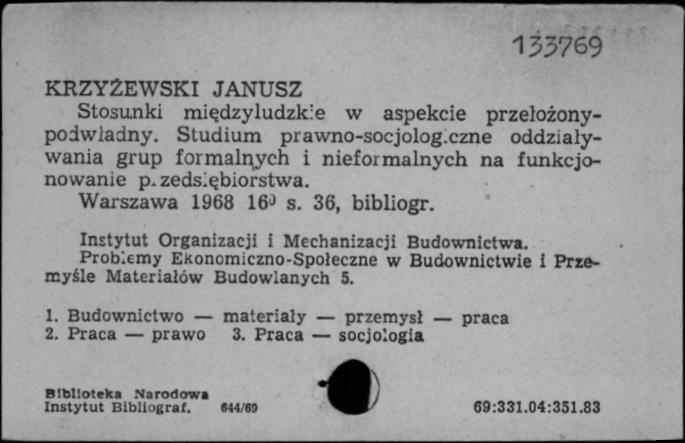 133769
KRZYŻEWSKI JANUSZ
Stosunki międzyludzkie w aspekcie przełożony-
podwładny. Studium prawno-socjologiczne oddziały-
wania grup formalnych i nieformalnych na funkcjo-
nowanie przedsiębiorstwa.
Warszawa 1968 16⁰ s. 36, bibliogr.
Instytut Organizacji i Mechanizacji Budownictwa.
Problemy Ekonomiczno-Społeczne w Budownictwie i Prze-
myśle Materiałów Budowlanych 5.
1. Budownictwo — materiały — przemysł — praca
2. Praca — prawo 3. Praca — socjologia
Biblioteka Narodowa
Instytut Bibliograf. 644/69 69:331.04:351.83